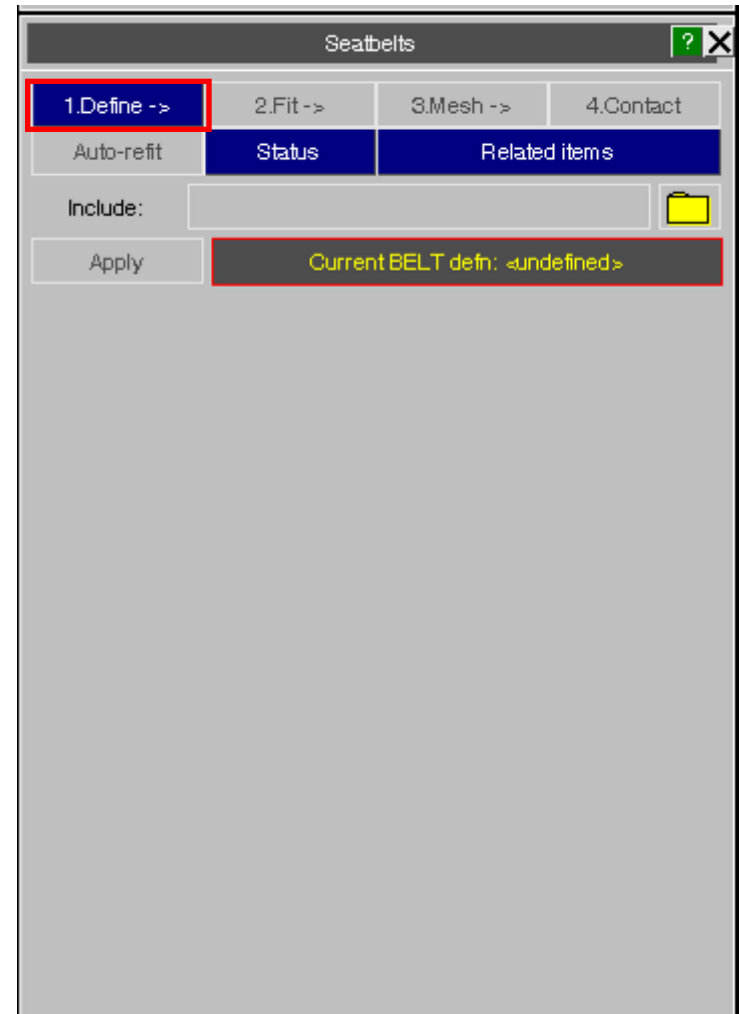 Seatbelts ?
1.Define -> 2.Fit -> 3.Mesh -> 4.Contact
Auto-refit Status Related items
Include:
Apply Current BELT defn: <undefined>